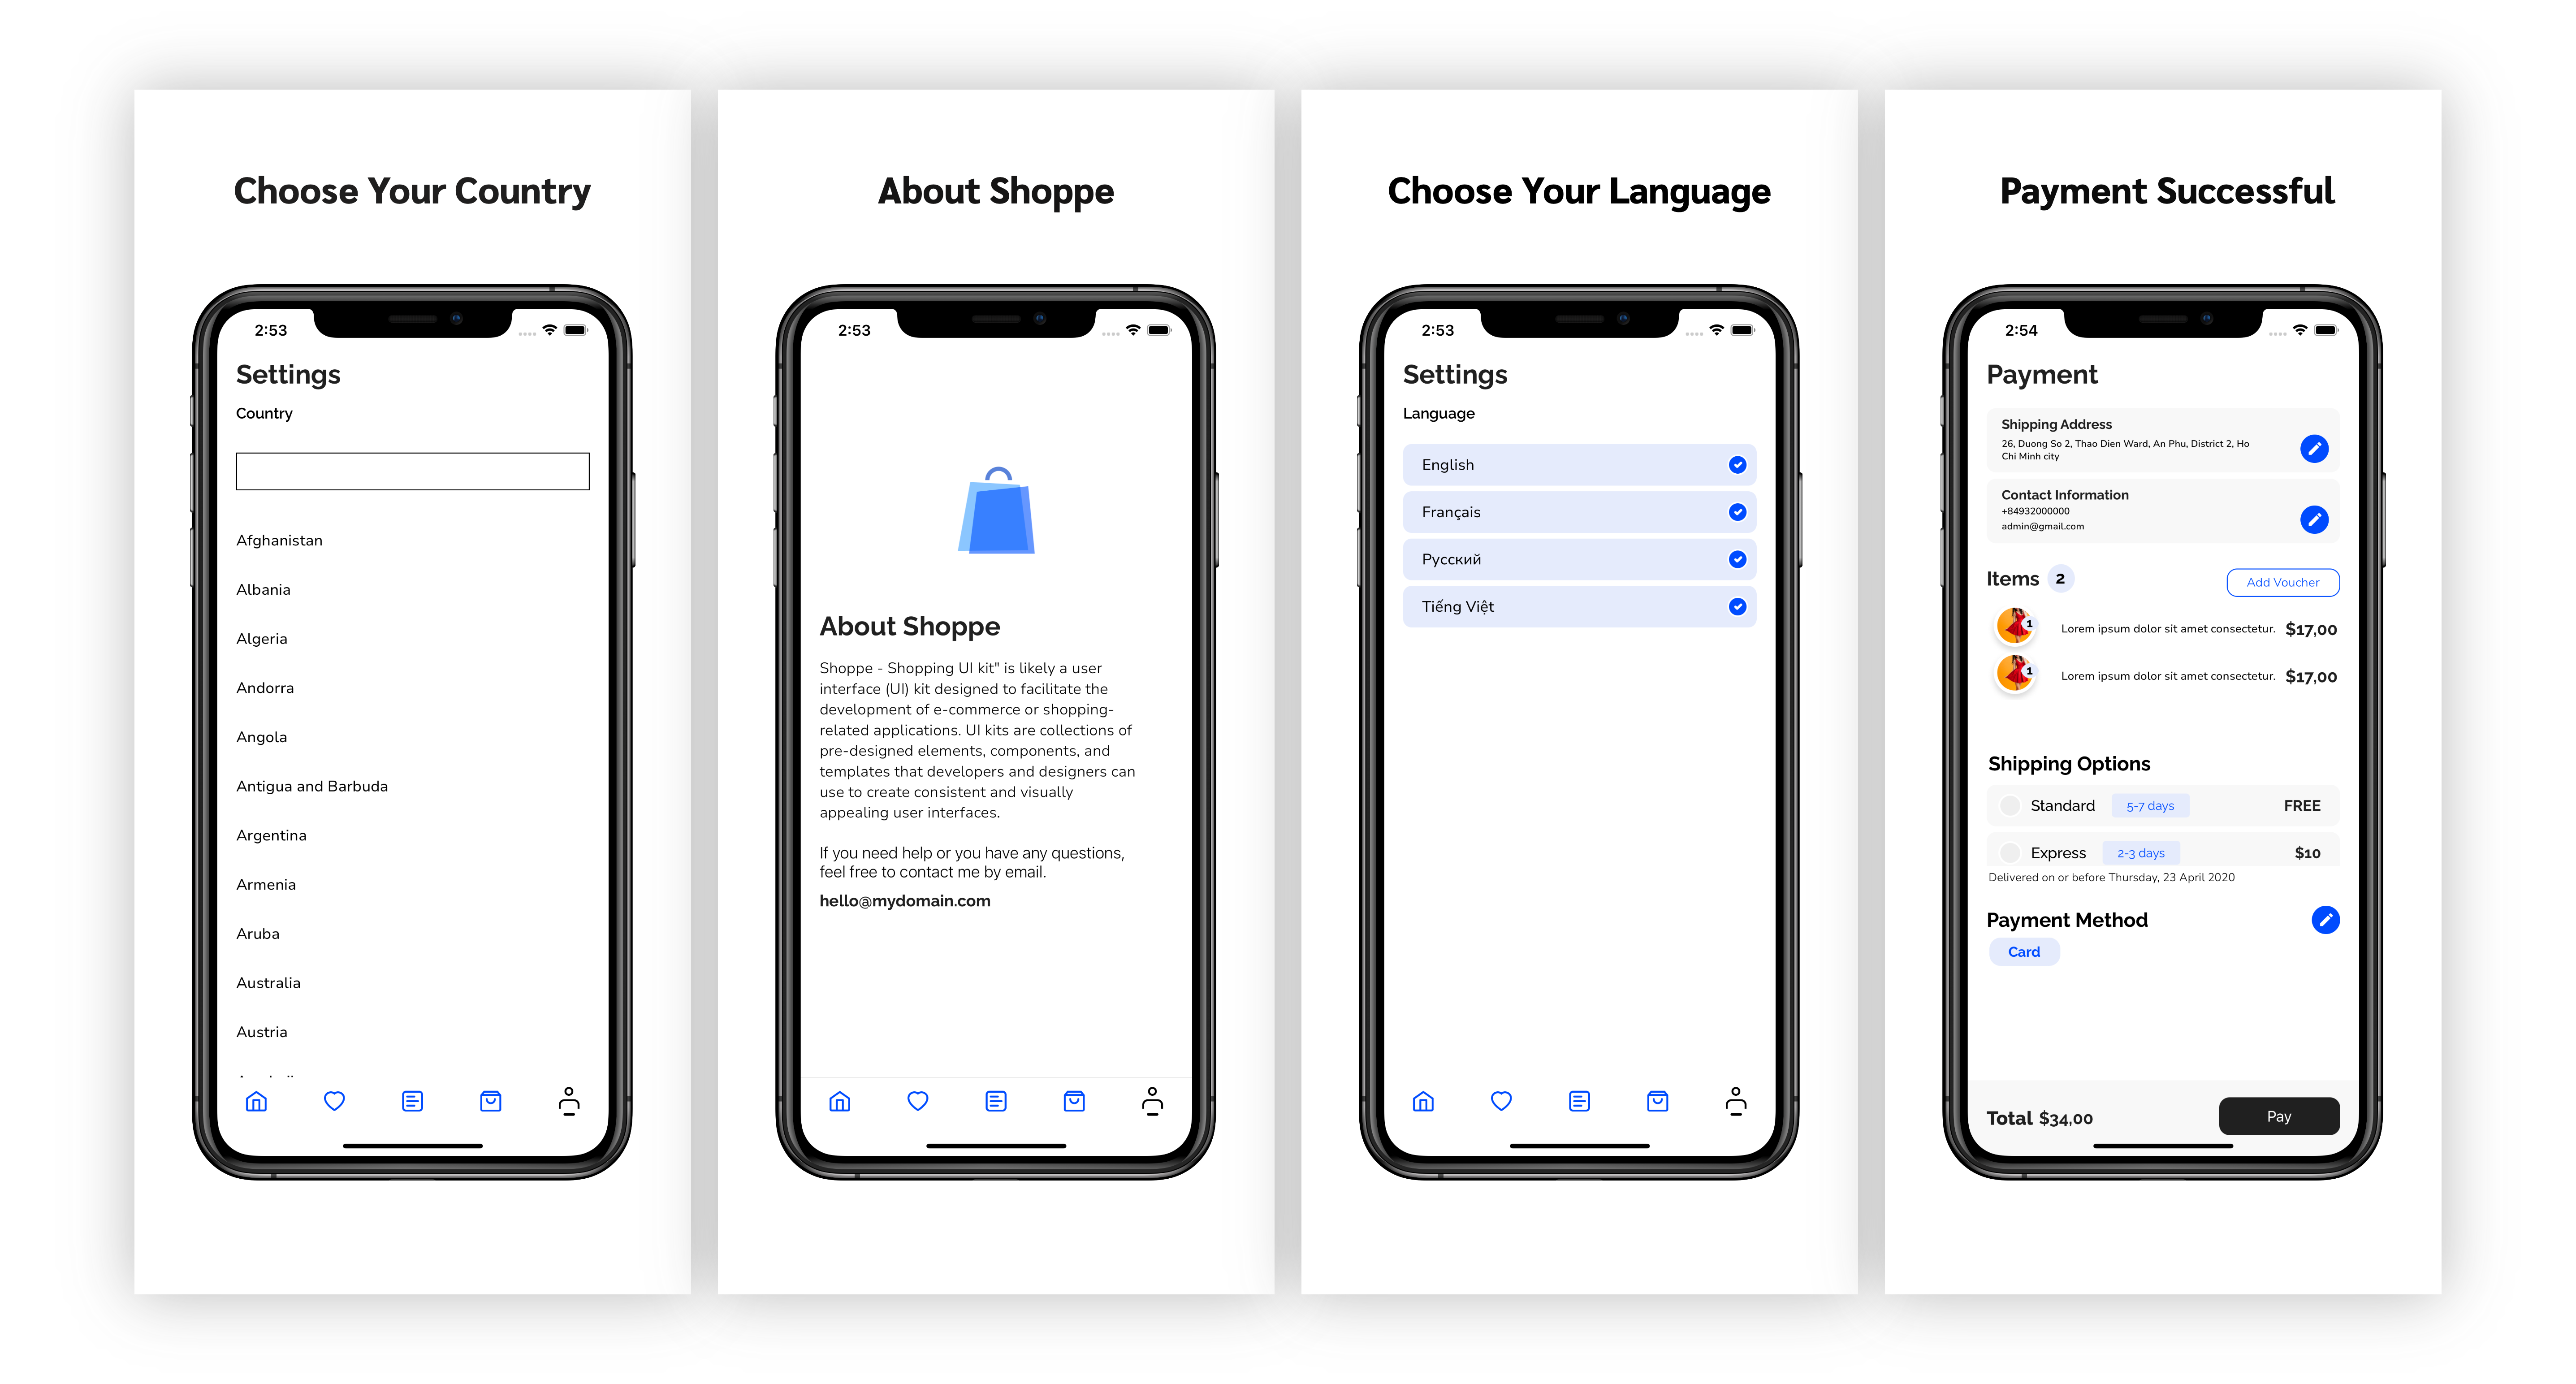 Choose Your Country
2:53
Settings
Country
Afghanistan
Albania
Algeria
Andorra
Angola
Antigua and Barbuda
Argentina
Armenia
Aruba
Australia
Austria
About Shoppe
2:53
About Shoppe
Shoppe - Shopping UI kit" is likely a user
interface (UI) kit designed to facilitate the
development of e-commerce or shopping-
related applications. UI kits are collections of
pre-designed elements, components, and
templates that developers and designers can
use to create consistent and visually
appealing user interfaces.
If you need help or you have any questions,
feel free to contact me by email.
hello@mydomain.com
Choose Your Language
2:53
Settings
Language
English
Français
Русский
Tiếng Việt
Payment Successful
2:54
Payment
Shipping Address
26, Duong So 2, Thao Dien Ward, An Phu, District 2, Ho
Chi Minh city
Contact Information
+84932000000
admin@gmail.com
Items 2
Add Voucher
1 Lorem ipsum dolor sit amet consectetur. $17,00
1 Lorem ipsum dolor sit amet consectetur. $17,00
Shipping Options
Standard 5-7 days FREE
Express 2-3 days $10
Delivered on or before Thursday, 23 April 2020
Payment Method
Card
Total $34,00 Pay